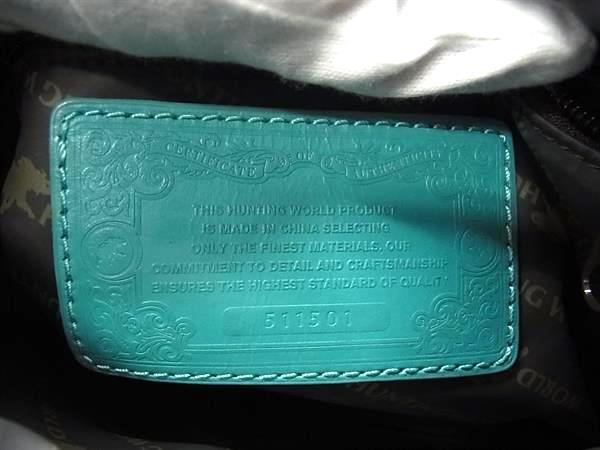 CERTIFICATE OF AUTHENTICITY
THIS HUNTING WORLD PRODUCT
IS MADE IN CHINA SELECTING
ONLY THE FINEST MATERIALS. OUR
COMMITMENT TO DETAIL AND CRAFTSMANSHIP
ENSURES THE HIGHEST STANDARD OF QUALITY
511501
WORLD